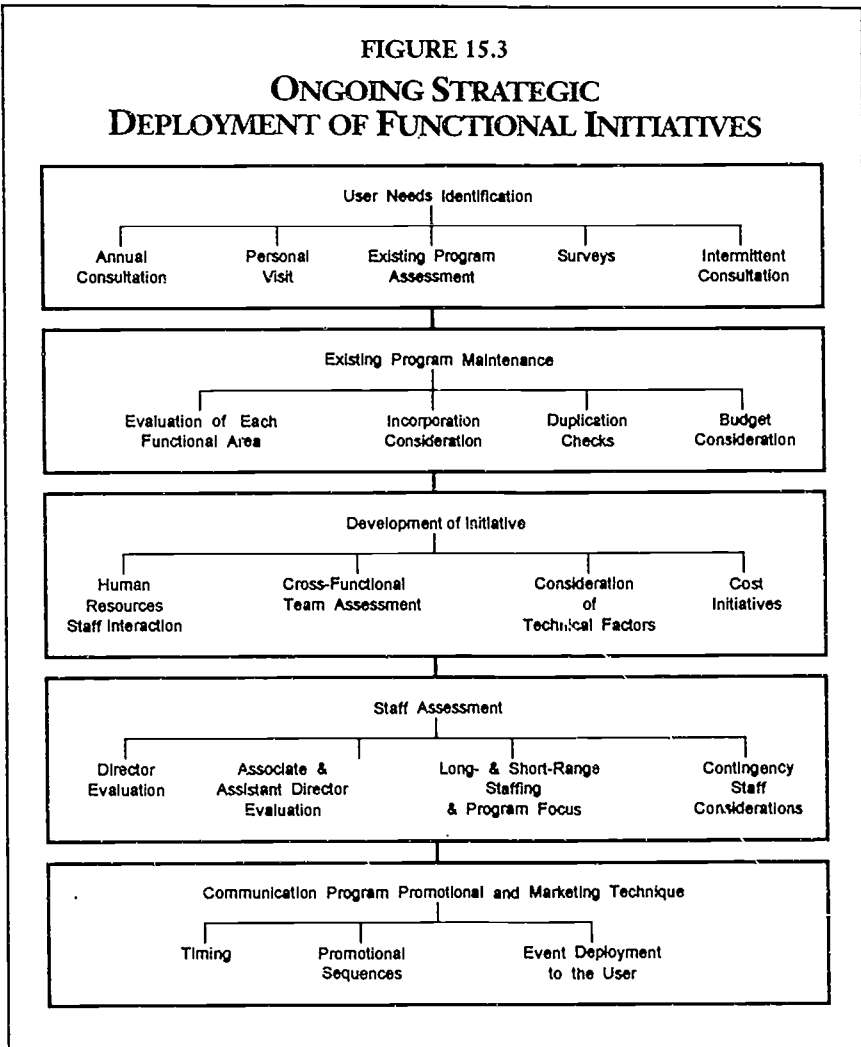 FIGURE 15.3
ONGOING STRATEGIC
DEPLOYMENT OF FUNCTIONAL INITIATIVES
User Needs Identification
Annual Consultation
Personal Visit
Existing Program Assessment
Surveys
Intermittent Consultation
Existing Program Maintenance
Evaluation of Each Functional Area
Incorporation Consideration
Duplication Checks
Budget Consideration
Development of Initiative
Human Resources Staff Interaction
Cross-Functional Team Assessment
Consideration of Technical Factors
Cost Initiatives
Staff Assessment
Director Evaluation
Associate & Assistant Director Evaluation
Long- & Short-Range Staffing & Program Focus
Contingency Staff Considerations
Communication Program Promotional and Marketing Technique
Timing
Promotional Sequences
Event Deployment to the User